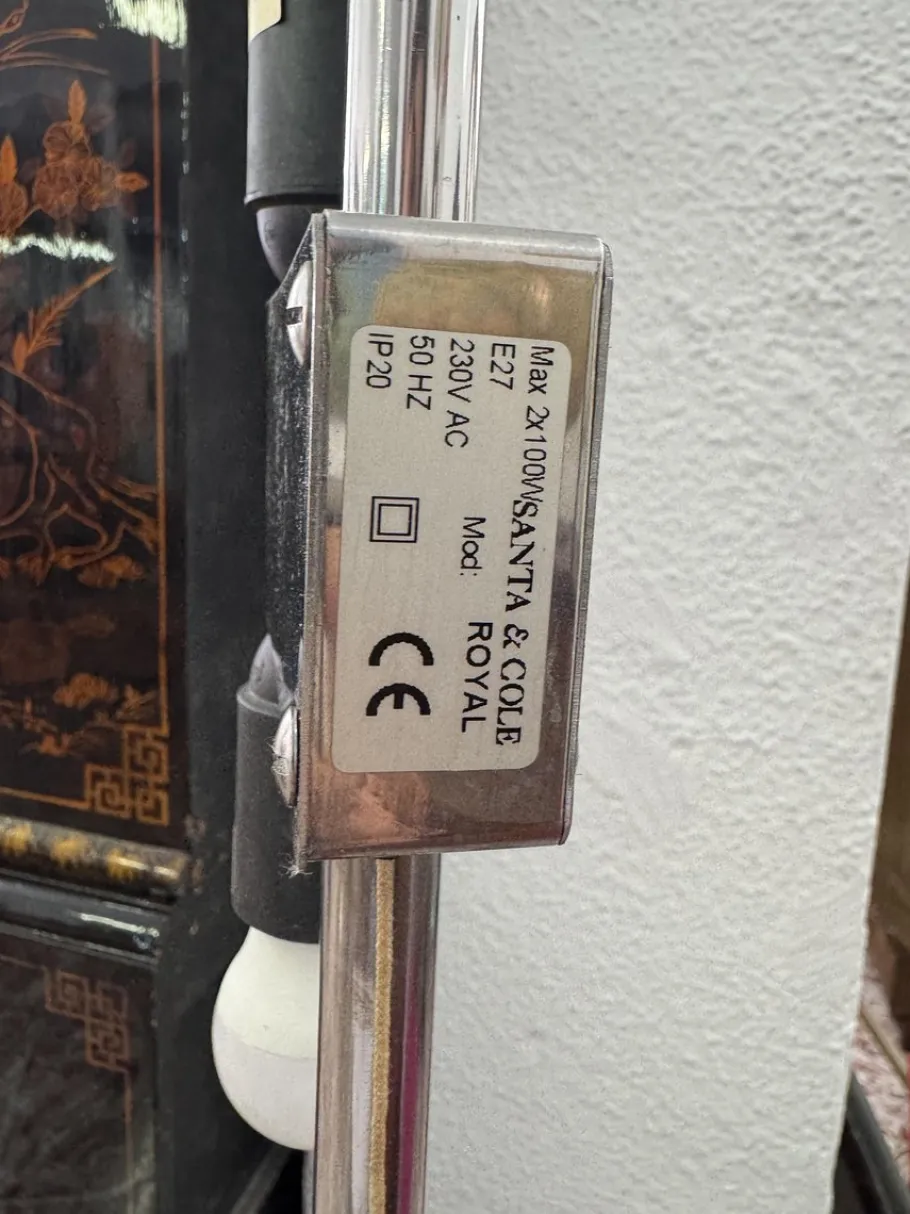 Max 2x100W
SANTA & COLE
E27
Mod: ROYAL
230V AC
50 HZ
IP20
CE